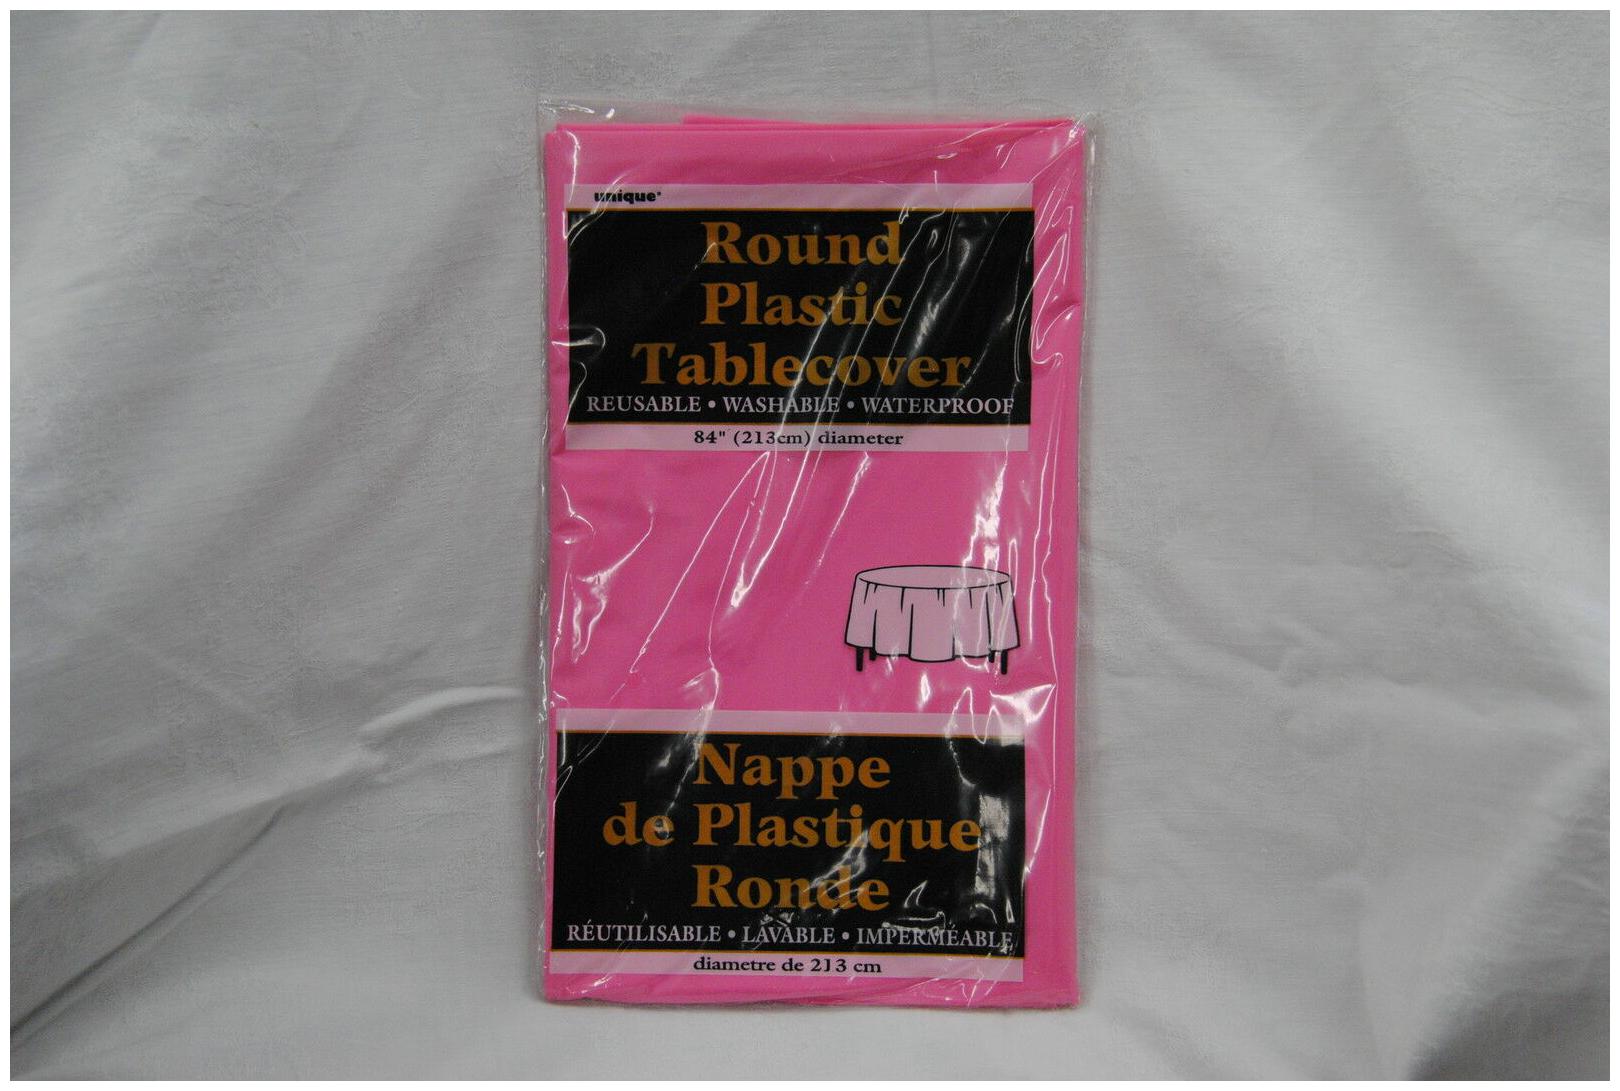 unique®
Round
Plastic
Tablecover
REUSABLE • WASHABLE • WATERPROOF
84" (213cm) diameter
Nappe
de Plastique
Ronde
RÉUTILISABLE • LAVABLE • IMPERMÉABLE
diametre de 213 cm